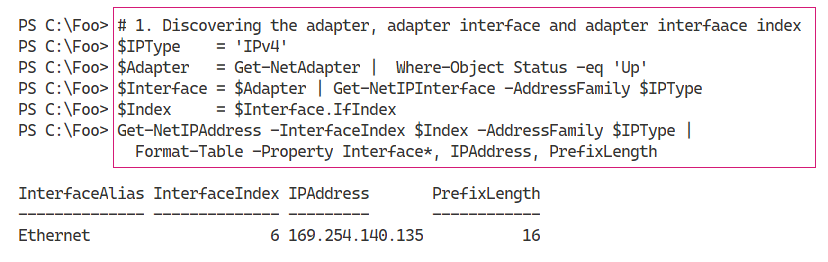 PS C:\Foo> # 1. Discovering the adapter, adapter interface and adapter interfaace index
PS C:\Foo> $IPType    = 'IPv4'
PS C:\Foo> $Adapter   = Get-NetAdapter |  Where-Object Status -eq 'Up'
PS C:\Foo> $Interface = $Adapter | Get-NetIPInterface -AddressFamily $IPType
PS C:\Foo> $Index     = $Interface.IfIndex
PS C:\Foo> Get-NetIPAddress -InterfaceIndex $Index -AddressFamily $IPType |
             Format-Table -Property Interface*, IPAddress, PrefixLength
InterfaceAlias InterfaceIndex IPAddress       PrefixLength
-------------- -------------- ---------       ------------
Ethernet                    6 169.254.140.135           16